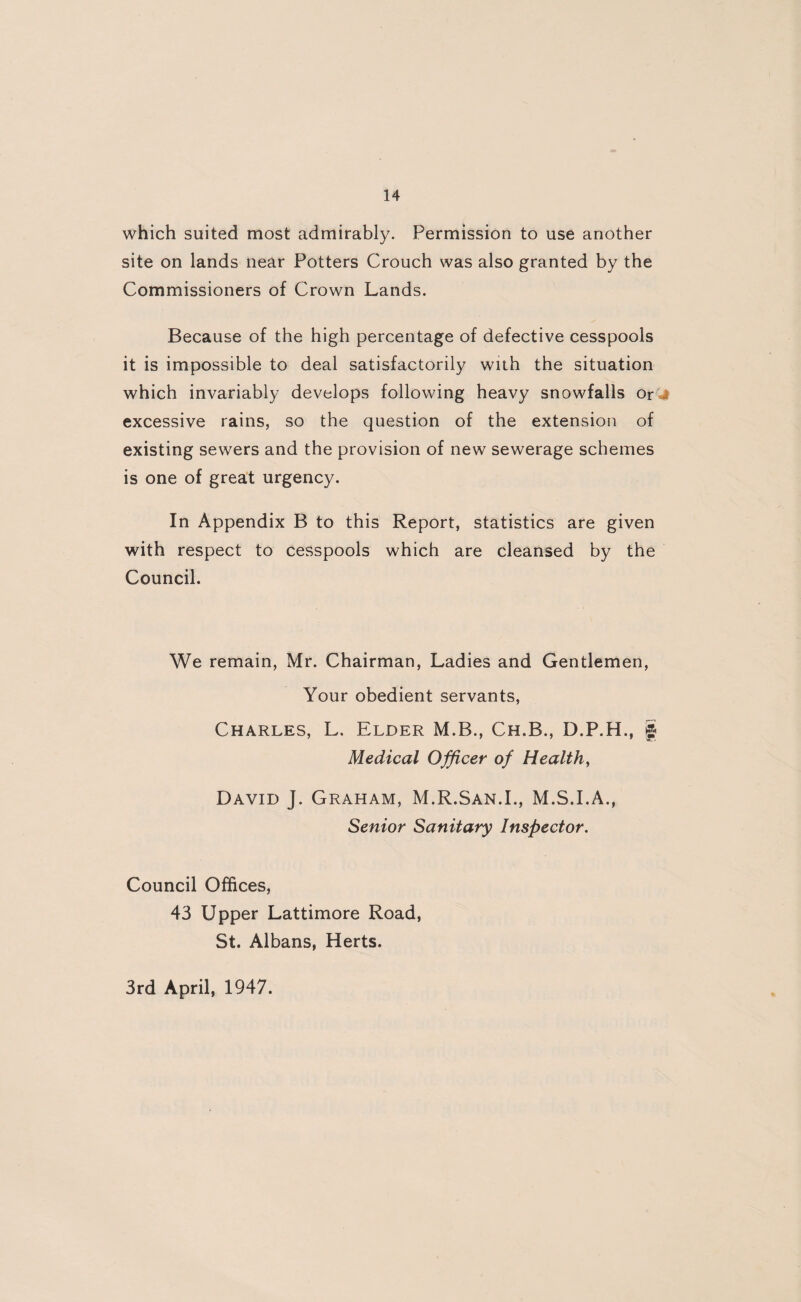 14
which suited most admirably. Permission to use another
site on lands near Potters Crouch was also granted by the
Commissioners of Crown Lands.
Because of the high percentage of defective cesspools
it is impossible to deal satisfactorily with the situation
which invariably develops following heavy snowfalls or
excessive rains, so the question of the extension of
existing sewers and the provision of new sewerage schemes
is one of great urgency.
In Appendix B to this Report, statistics are given
with respect to cesspools which are cleansed by the
Council.
We remain, Mr. Chairman, Ladies and Gentlemen,
Your obedient servants,
CHARLES, L. ELDER M.B., CH.B., D.P.H.,
Medical Officer of Health,
DAVID J. GRAHAM, M.R.SAN.I., M.S.I.A.,
Senior Sanitary Inspector.
Council Offices,
43 Upper Lattimore Road,
St. Albans, Herts.
3rd April, 1947.